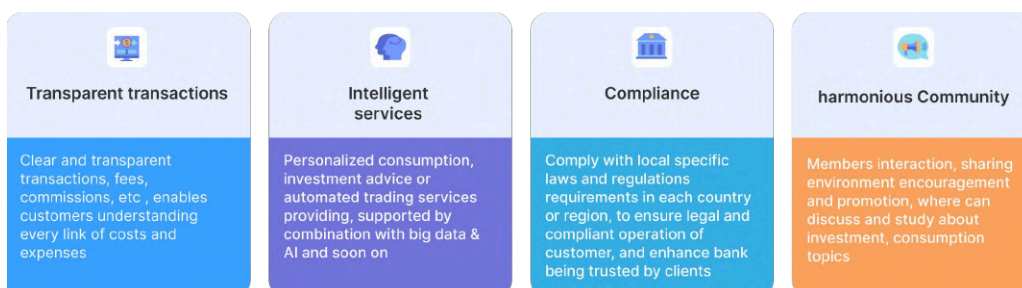 Transparent transactions
Clear and transparent
transactions, fees,
commissions, etc , enables
customers understanding
every link of costs and
expenses
Intelligent
services
Personalized consumption,
investment advice or
automated trading services
providing, supported by
combination with big data &
AI and soon on
Compliance
Comply with local specific
laws and regulations
requirements in each country
or region, to ensure legal and
compliant operation of
customer, and enhance bank
being trusted by clients
harmonious Community
Members interaction, sharing
environment encouragement
and promotion, where can
discuss and study about
investment, consumption
topics